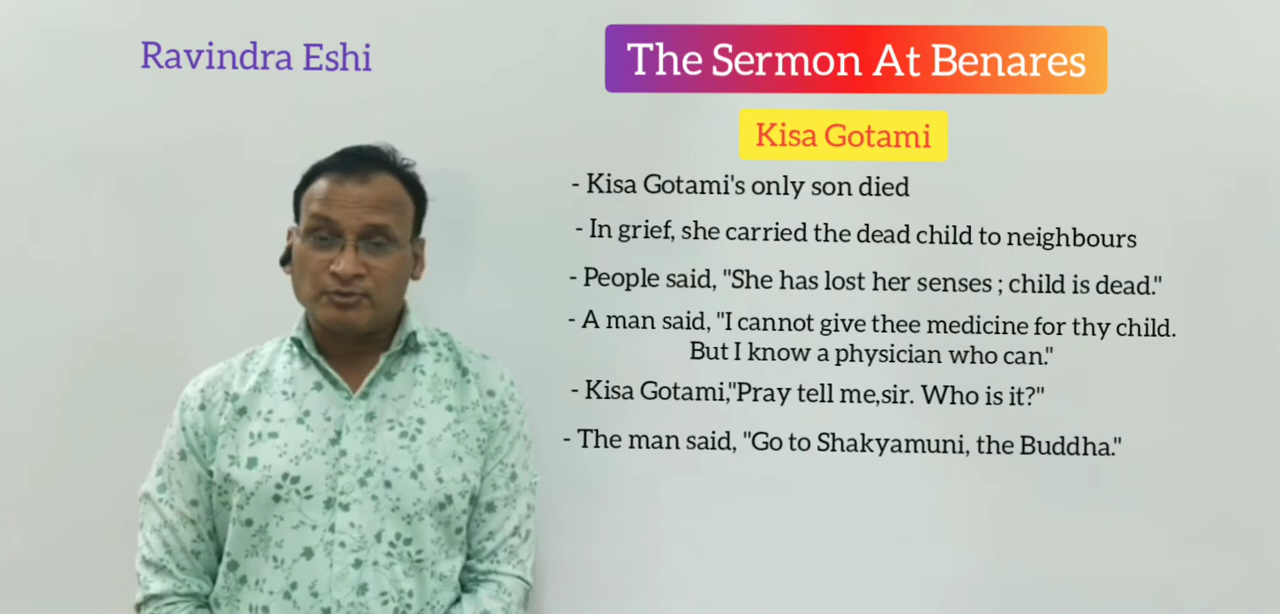 Ravindra Eshi
The Sermon At Benares
Kisa Gotami
- Kisa Gotami's only son died
- In grief, she carried the dead child to neighbours
- People said, "She has lost her senses ; child is dead."
- A man said, "I cannot give thee medicine for thy child.
But I know a physician who can."
- Kisa Gotami,"Pray tell me,sir. Who is it?"
- The man said, "Go to Shakyamuni, the Buddha."